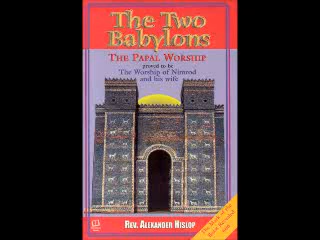 The Two
Babylons
The Papal Worship
proved to be
The Worship of Nimrod
and his wife
Rev. Alexander Hislop